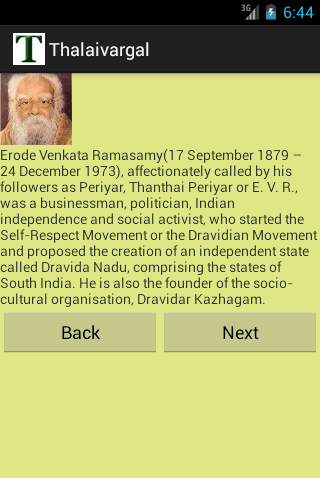 3G 6:44
T Thalaivargal
Erode Venkata Ramasamy(17 September 1879 –
24 December 1973), affectionately called by his
followers as Periyar, Thanthai Periyar or E. V. R.,
was a businessman, politician, Indian
independence and social activist, who started the
Self-Respect Movement or the Dravidian Movement
and proposed the creation of an independent state
called Dravida Nadu, comprising the states of
South India. He is also the founder of the socio-
cultural organisation, Dravidar Kazhagam.
Back Next